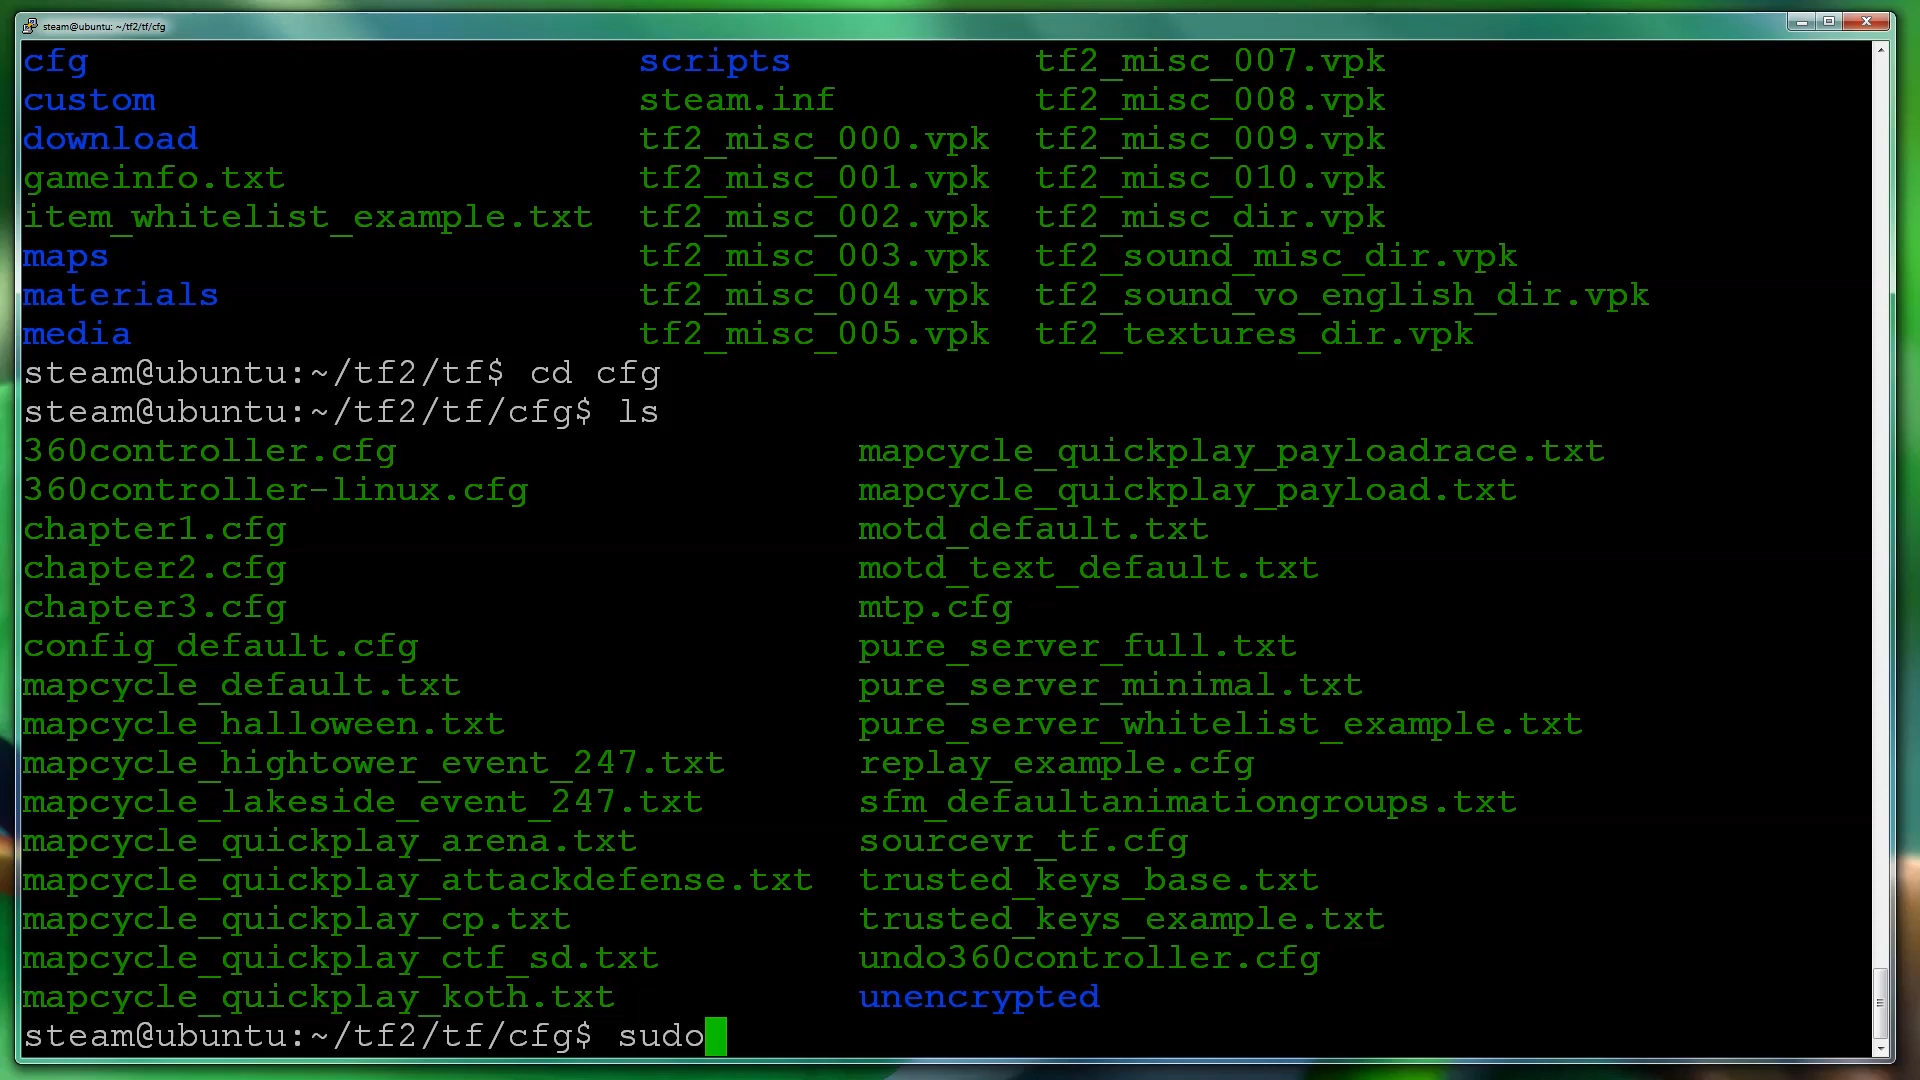 steam@ubuntu: ~/tf2/tf/cfg
cfg scripts tf2_misc_007.vpk
custom steam.inf tf2_misc_008.vpk
download tf2_misc_000.vpk tf2_misc_009.vpk
gameinfo.txt tf2_misc_001.vpk tf2_misc_010.vpk
item_whitelist_example.txt tf2_misc_002.vpk tf2_misc_dir.vpk
maps tf2_misc_003.vpk tf2_sound_misc_dir.vpk
materials tf2_misc_004.vpk tf2_sound_vo_english_dir.vpk
media tf2_misc_005.vpk tf2_textures_dir.vpk
steam@ubuntu:~/tf2/tf$ cd cfg
steam@ubuntu:~/tf2/tf/cfg$ ls
360controller.cfg mapcycle_quickplay_payloadrace.txt
360controller-linux.cfg mapcycle_quickplay_payload.txt
chapter1.cfg motd_default.txt
chapter2.cfg motd_text_default.txt
chapter3.cfg mtp.cfg
config_default.cfg pure_server_full.txt
mapcycle_default.txt pure_server_minimal.txt
mapcycle_halloween.txt pure_server_whitelist_example.txt
mapcycle_hightower_event_247.txt replay_example.cfg
mapcycle_lakeside_event_247.txt sfm_defaultanimationgroups.txt
mapcycle_quickplay_arena.txt sourcevr_tf.cfg
mapcycle_quickplay_attackdefense.txt trusted_keys_base.txt
mapcycle_quickplay_cp.txt trusted_keys_example.txt
mapcycle_quickplay_ctf_sd.txt undo360controller.cfg
mapcycle_quickplay_koth.txt unencrypted
steam@ubuntu:~/tf2/tf/cfg$ sudo